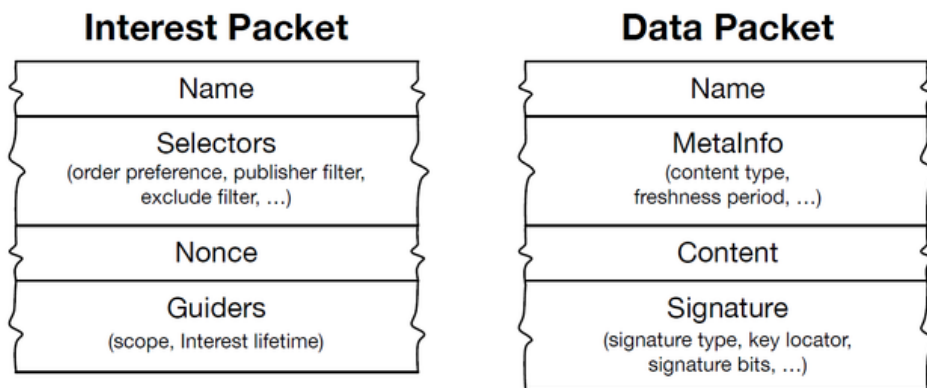 Interest Packet
Name
Selectors
(order preference, publisher filter,
exclude filter, …)
Nonce
Guiders
(scope, Interest lifetime)
Data Packet
Name
MetaInfo
(content type,
freshness period, …)
Content
Signature
(signature type, key locator,
signature bits, …)